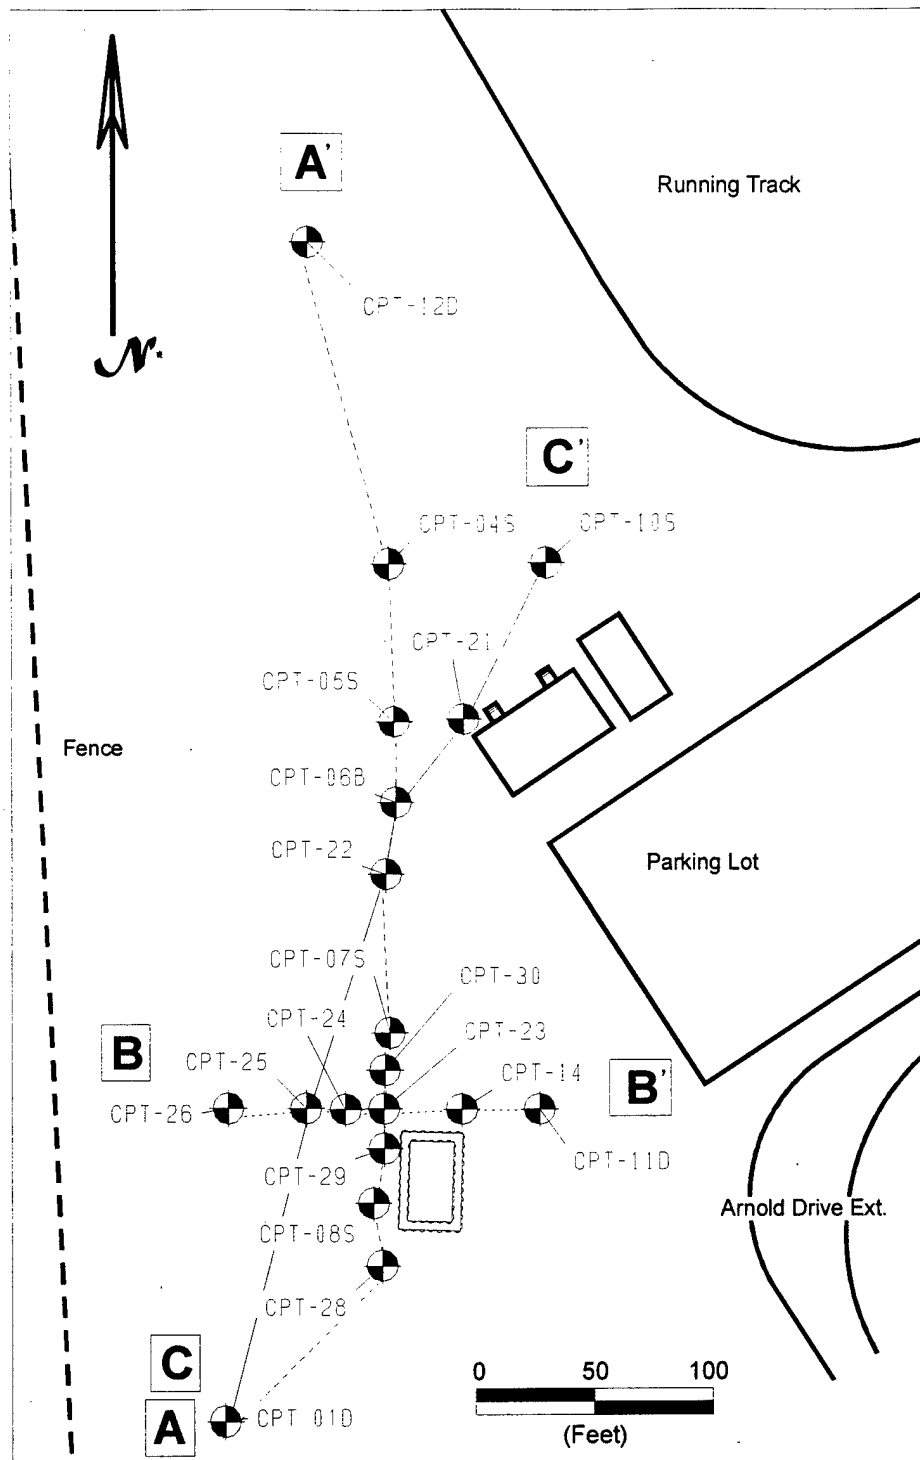 A'
Running Track
CPT-12D
N
C'
CPT-04S
CPT-10S
CPT-21
CPT-05S
Fence
CPT-06B
CPT-22
Parking Lot
CPT-07S
CPT-30
CPT-24
CPT-23
B
CPT-25
CPT-14
B'
CPT-26
CPT-29
CPT-11D
Arnold Drive Ext.
CPT-08S
CPT-28
C
0 50 100
A
CPT 01D
(Feet)